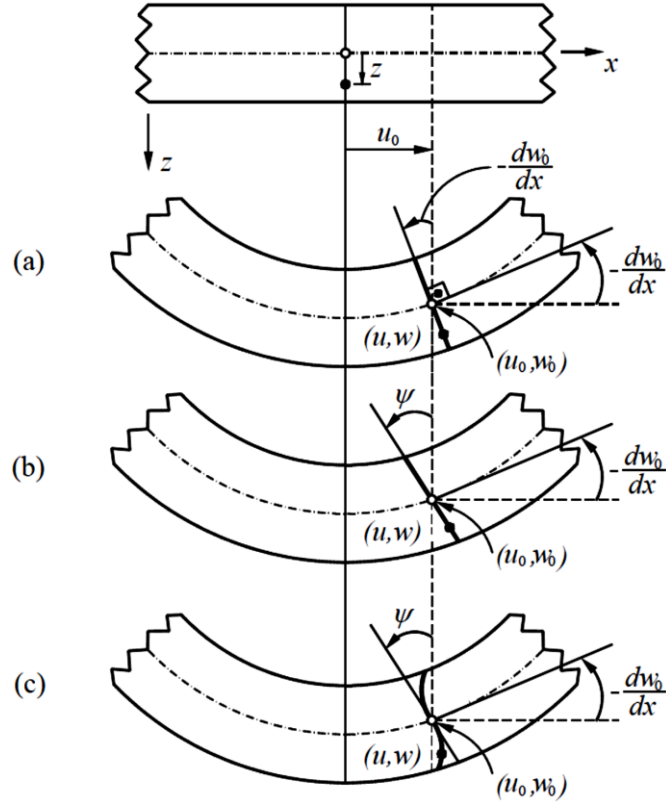 z
x
u₀
z
-dw₀/dx
(a)
-dw₀/dx
(u,w)
(u₀,w₀)
ψ
(b)
-dw₀/dx
(u,w)
(u₀,w₀)
ψ
(c)
-dw₀/dx
(u,w)
(u₀,w₀)